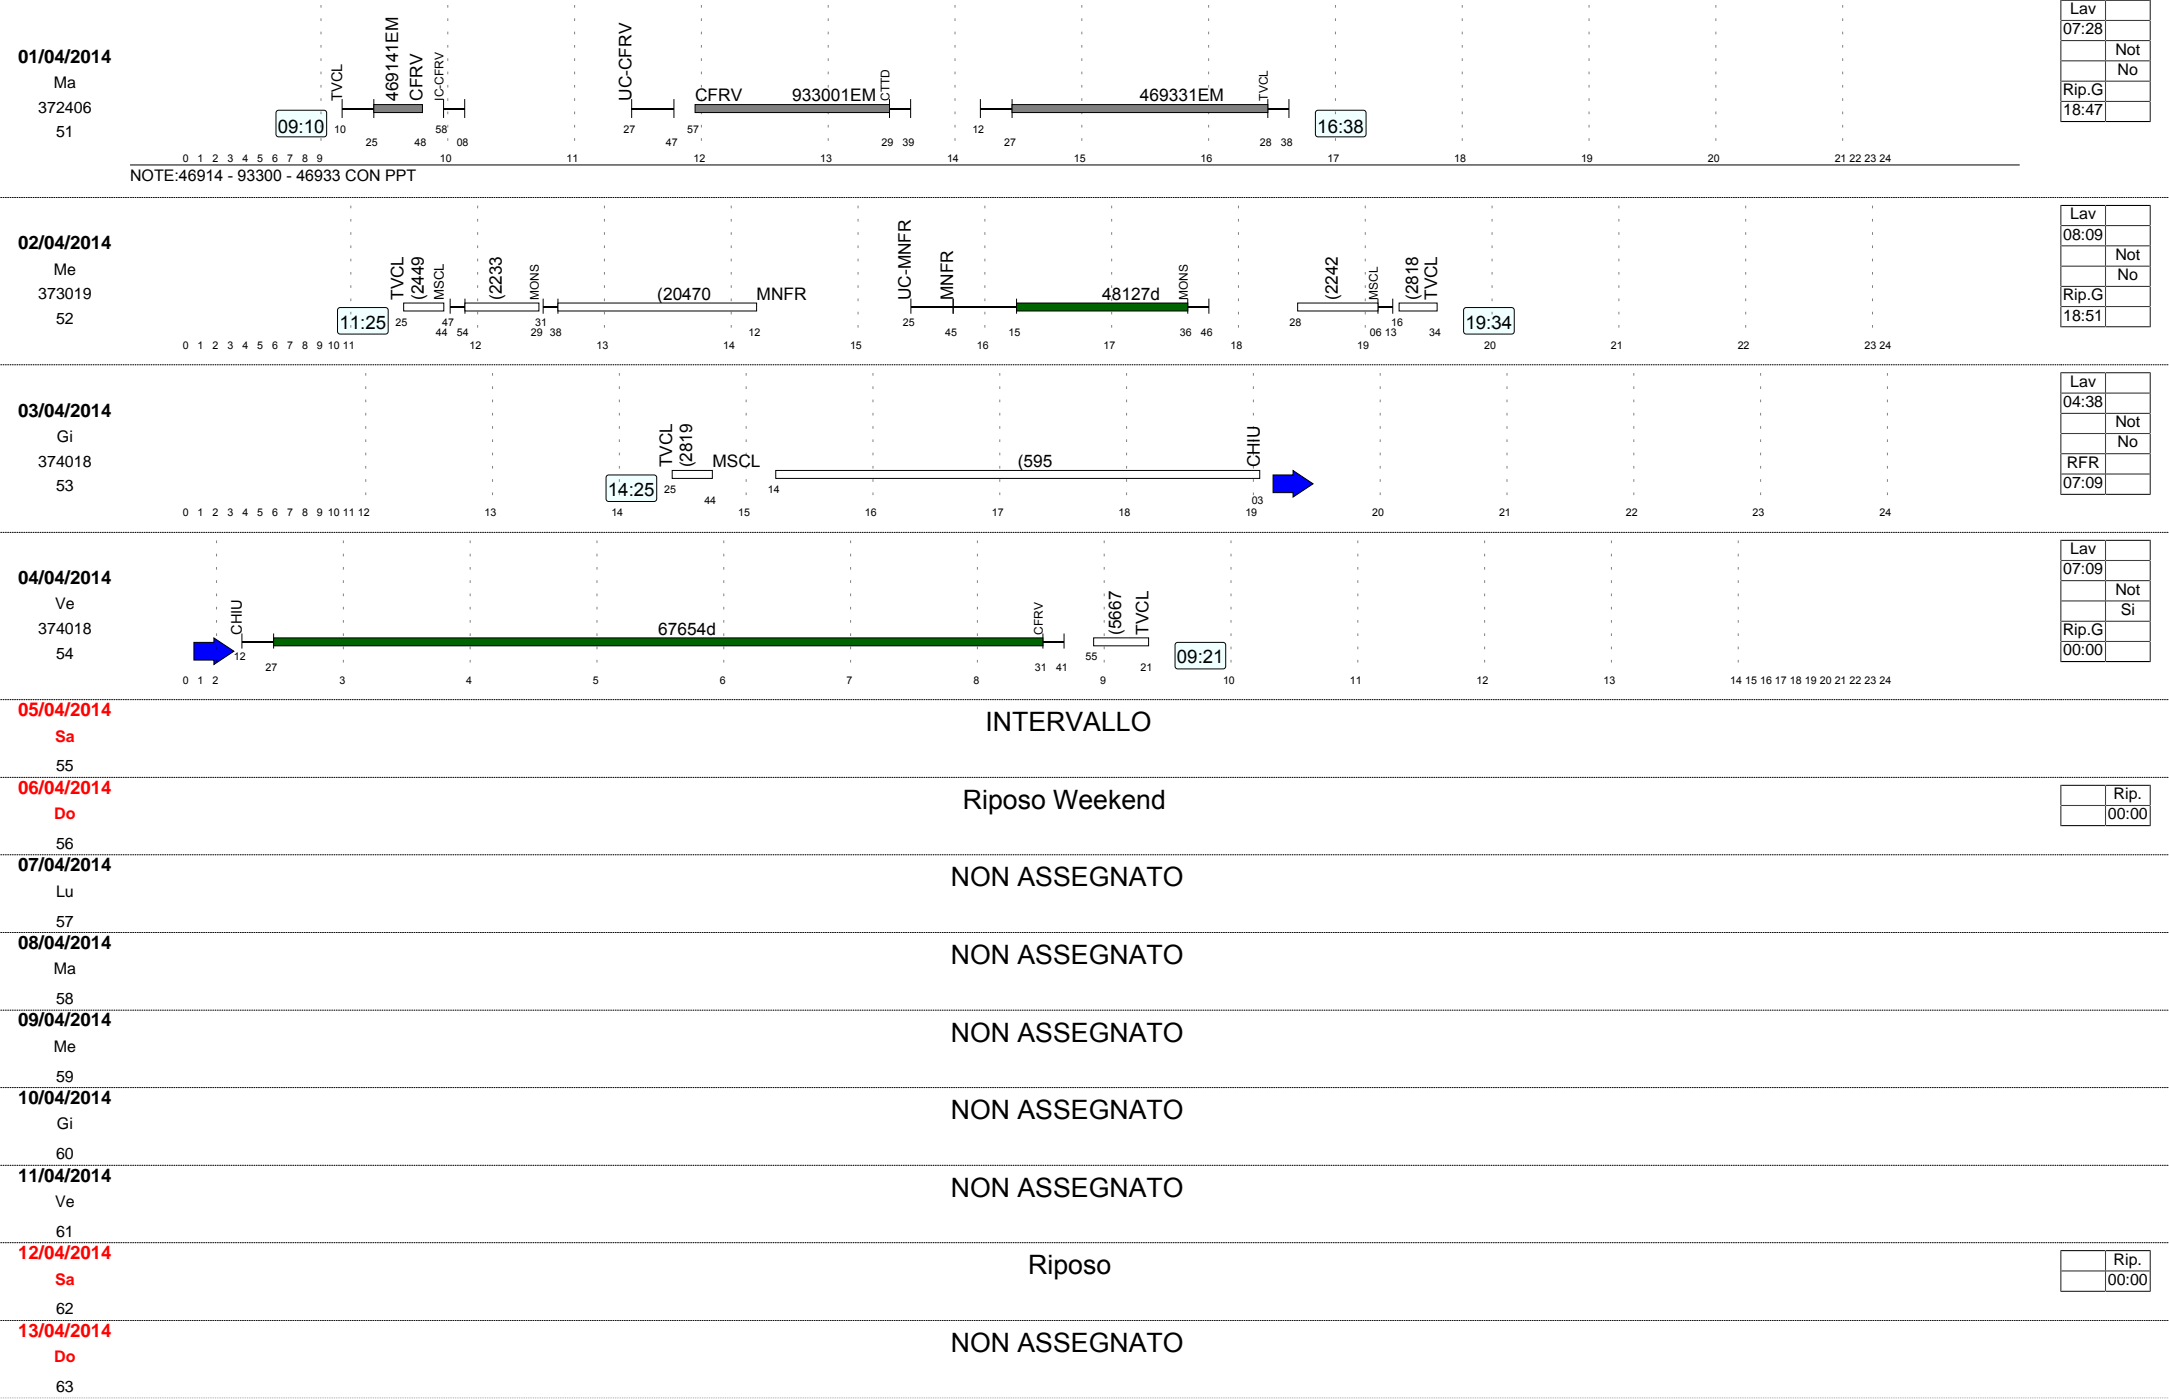 Lav
07:28
Not
No
Rip.G
18:47
01/04/2014
Ma
372406
51
09:10
TVCL 469141EM CFRV IC-CFRV UC-CFRV CFRV 933001EM CTTD 469331EM TVCL
16:38
10 25 48 58 08 27 47 57 29 39 12 27 28 38
0 1 2 3 4 5 6 7 8 9 10 11 12 13 14 15 16 17 18 19 20 21 22 23 24
NOTE:46914 - 93300 - 46933 CON PPT
Lav
08:09
Not
No
Rip.G
18:51
02/04/2014
Me
373019
52
11:25
TVCL (2449 MSCL (2233 MONS (20470 MNFR UC-MNFR MNFR 48127d MONS (2242 MSCL (2818 TVCL
19:34
25 44 47 54 29 31 38 12 25 45 15 36 46 28 06 13 16 34
0 1 2 3 4 5 6 7 8 9 10 11 12 13 14 15 16 17 18 19 20 21 22 23 24
Lav
04:38
Not
No
RFR
07:09
03/04/2014
Gi
374018
53
14:25
TVCL (2819 MSCL (595 CHIU
25 44 14 03
0 1 2 3 4 5 6 7 8 9 10 11 12 13 14 15 16 17 18 19 20 21 22 23 24
Lav
07:09
Not
Si
Rip.G
00:00
04/04/2014
Ve
374018
54
CHIU 67654d CFRV (5667 TVCL
09:21
12 27 31 41 55 21
0 1 2 3 4 5 6 7 8 9 10 11 12 13 14 15 16 17 18 19 20 21 22 23 24
05/04/2014
Sa
55
INTERVALLO
06/04/2014
Do
56
Riposo Weekend
Rip.
00:00
07/04/2014
Lu
57
NON ASSEGNATO
08/04/2014
Ma
58
NON ASSEGNATO
09/04/2014
Me
59
NON ASSEGNATO
10/04/2014
Gi
60
NON ASSEGNATO
11/04/2014
Ve
61
NON ASSEGNATO
12/04/2014
Sa
62
Riposo
Rip.
00:00
13/04/2014
Do
63
NON ASSEGNATO